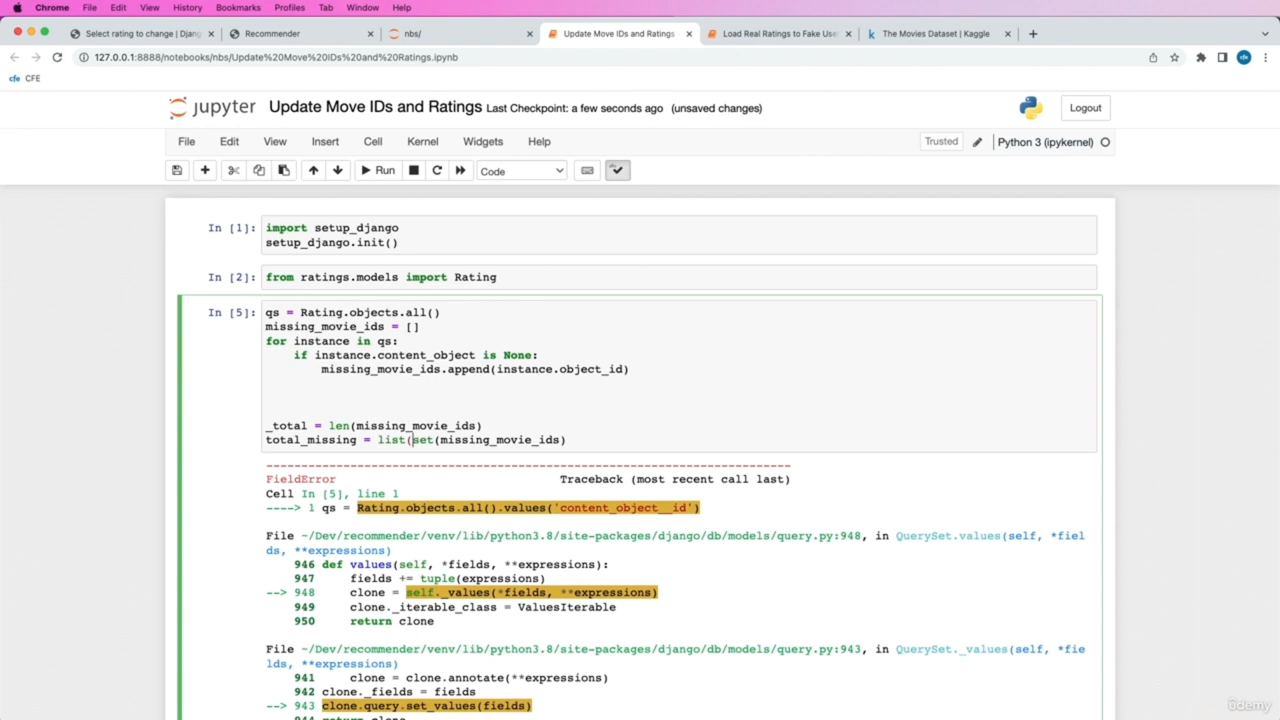 Chrome File Edit View History Bookmarks Profiles Tab Window Help
Select rating to change | Djang Recommender nbs/ Update Move IDs and Ratings Load Real Ratings to Fake Use The Movies Dataset | Kaggle
127.0.0.1:8888/notebooks/nbs/Update%20Move%20IDs%20and%20Ratings.ipynb
cfe CFE
jupyter Update Move IDs and Ratings Last Checkpoint: a few seconds ago (unsaved changes) Logout
File Edit View Insert Cell Kernel Widgets Help Trusted Python 3 (ipykernel)
Run Code
In [1]: import setup_django
setup_django.init()
In [2]: from ratings.models import Rating
In [5]: qs = Rating.objects.all()
missing_movie_ids = []
for instance in qs:
if instance.content_object is None:
missing_movie_ids.append(instance.object_id)
_total = len(missing_movie_ids)
total_missing = list(set(missing_movie_ids)
---------------------------------------------------------------------------
FieldError Traceback (most recent call last)
Cell In [5], line 1
----> 1 qs = Rating.objects.all().values('content_object__id')
File ~/Dev/recommender/venv/lib/python3.8/site-packages/django/db/models/query.py:948, in QuerySet.values(self, *fiel
ds, **expressions)
946 def values(self, *fields, **expressions):
947 fields += tuple(expressions)
--> 948 clone = self._values(*fields, **expressions)
949 clone._iterable_class = ValuesIterable
950 return clone
File ~/Dev/recommender/venv/lib/python3.8/site-packages/django/db/models/query.py:943, in QuerySet._values(self, *fie
lds, **expressions)
941 clone = clone.annotate(**expressions)
942 clone._fields = fields
--> 943 clone.query.set_values(fields)
944 return clone
ûdemy